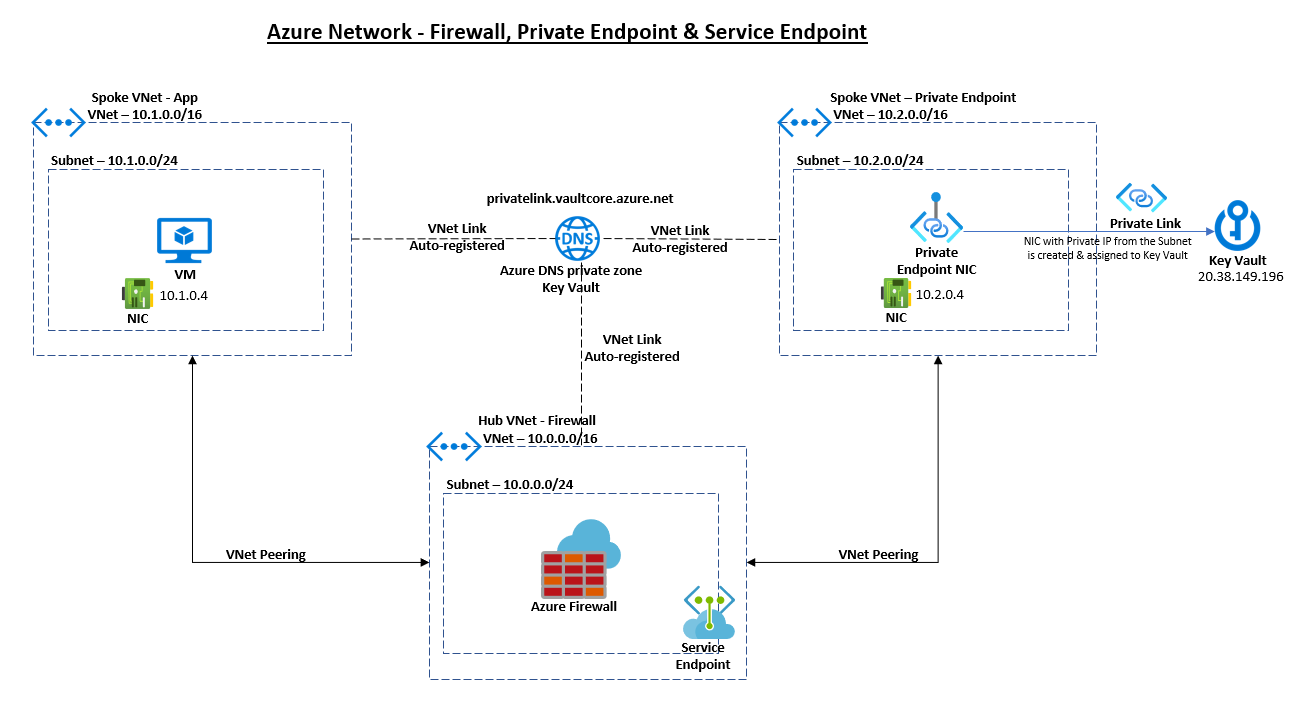 Azure Network - Firewall, Private Endpoint & Service Endpoint
Spoke VNet - App
VNet – 10.1.0.0/16
Subnet – 10.1.0.0/24
VM
10.1.0.4
NIC
privatelink.vaultcore.azure.net
VNet Link
Auto-registered
DNS
VNet Link
Auto-registered
Azure DNS private zone
Key Vault
VNet Link
Auto-registered
Spoke VNet – Private Endpoint
VNet – 10.2.0.0/16
Subnet – 10.2.0.0/24
Private
Endpoint NIC
10.2.0.4
NIC
Private Link
NIC with Private IP from the Subnet
is created & assigned to Key Vault
Key Vault
20.38.149.196
Hub VNet - Firewall
VNet – 10.0.0.0/16
Subnet – 10.0.0.0/24
VNet Peering
VNet Peering
Azure Firewall
Service
Endpoint